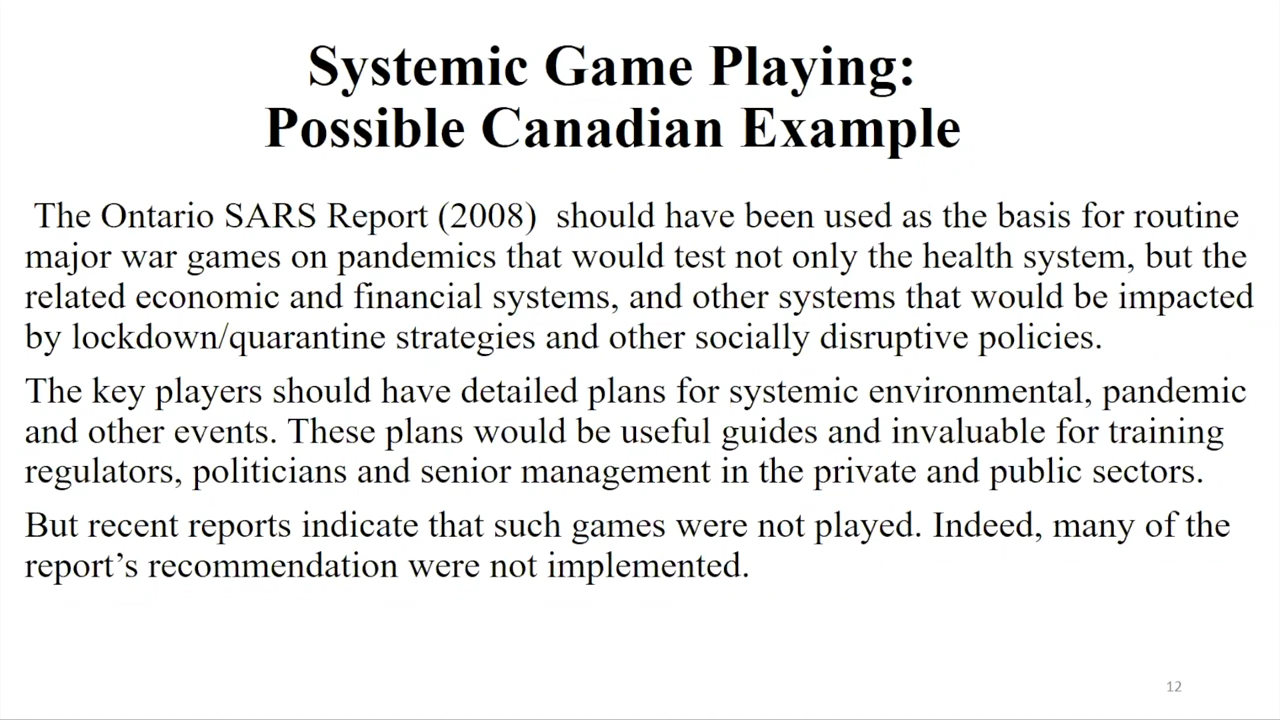 Systemic Game Playing:
Possible Canadian Example
The Ontario SARS Report (2008)  should have been used as the basis for routine
major war games on pandemics that would test not only the health system, but the
related economic and financial systems, and other systems that would be impacted
by lockdown/quarantine strategies and other socially disruptive policies.
The key players should have detailed plans for systemic environmental, pandemic
and other events. These plans would be useful guides and invaluable for training
regulators, politicians and senior management in the private and public sectors.
But recent reports indicate that such games were not played. Indeed, many of the
report’s recommendation were not implemented.
12